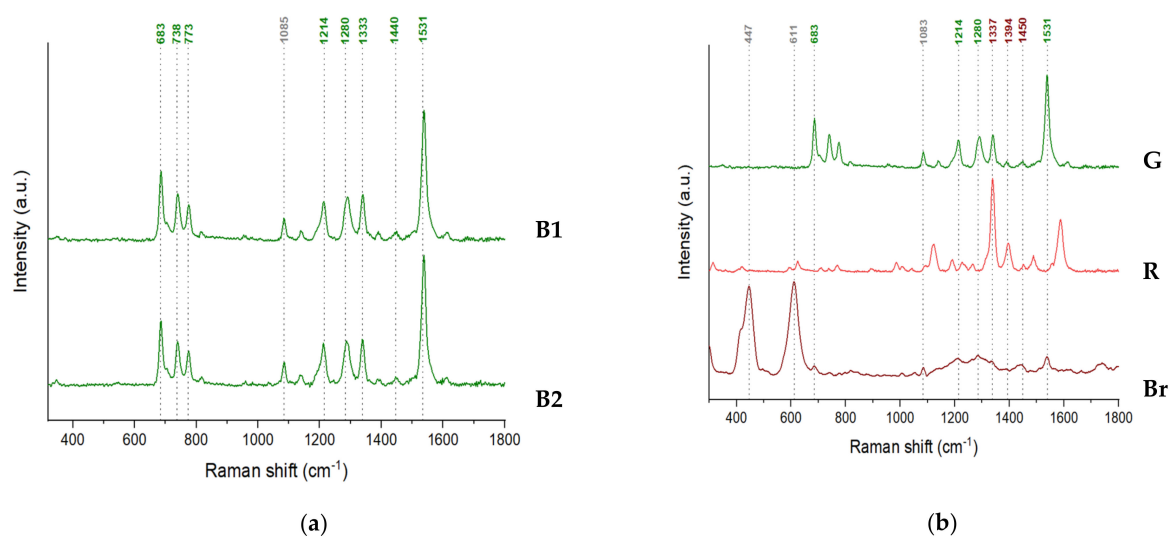 683 738 773 1085 1214 1280 1333 1440 1531
Intensity (a.u.)
B1
B2
400 600 800 1000 1200 1400 1600 1800
Raman shift (cm-1)
(a)
447 611 683 1083 1214 1280 1337 1394 1450 1531
Intensity (a.u.)
G
R
Br
400 600 800 1000 1200 1400 1600 1800
Raman shift (cm-1)
(b)